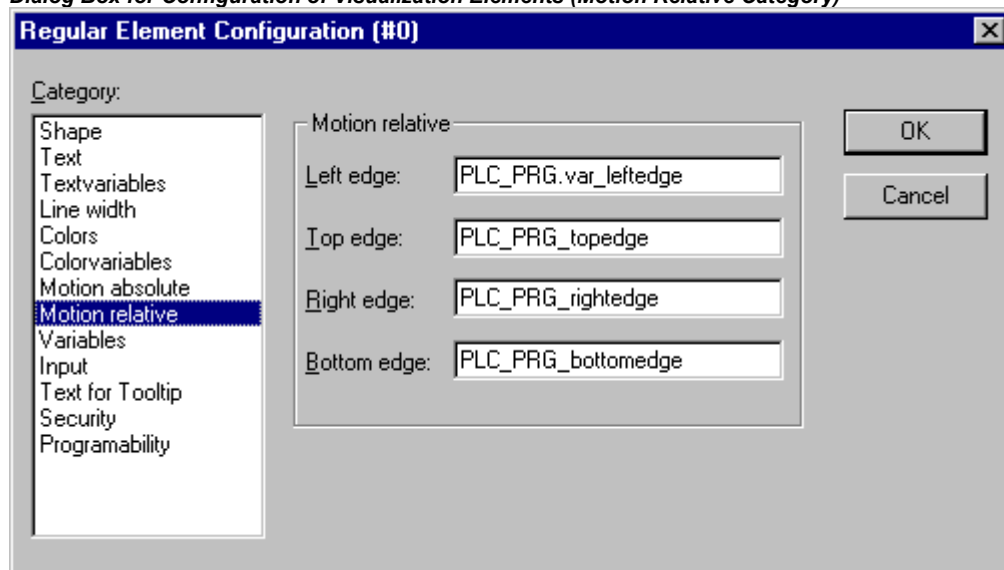 Dialog Box for Configuration of Visualization Elements (Motion Relative Category)
Regular Element Configuration (#0)
Category:
Shape
Text
Textvariables
Line width
Colors
Colorvariables
Motion absolute
Motion relative
Variables
Input
Text for Tooltip
Security
Programability
Motion relative
Left edge: PLC_PRG.var_leftedge
Top edge: PLC_PRG_topedge
Right edge: PLC_PRG_rightedge
Bottom edge: PLC_PRG_bottomedge
OK
Cancel